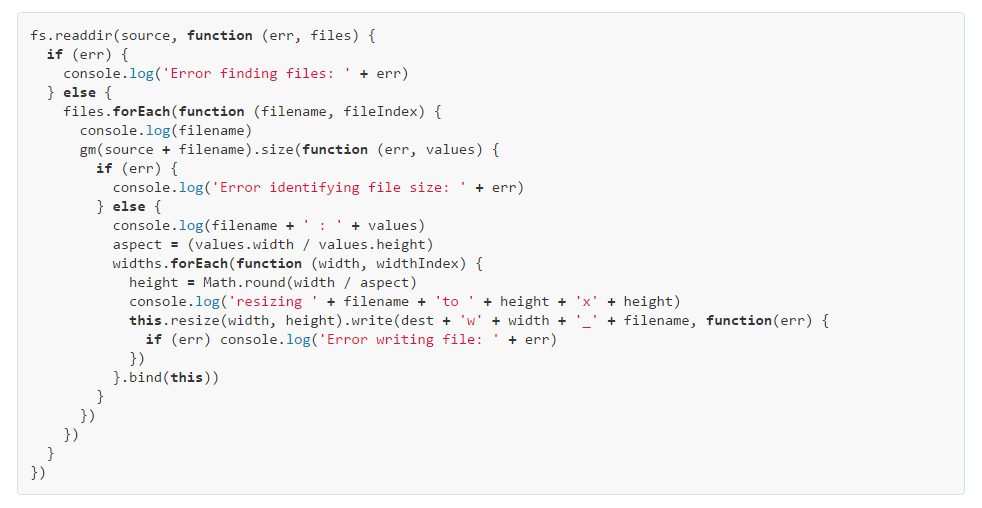 fs.readdir(source, function (err, files) {
  if (err) {
    console.log('Error finding files: ' + err)
  } else {
    files.forEach(function (filename, fileIndex) {
      console.log(filename)
      gm(source + filename).size(function (err, values) {
        if (err) {
          console.log('Error identifying file size: ' + err)
        } else {
          console.log(filename + ' : ' + values)
          aspect = (values.width / values.height)
          widths.forEach(function (width, widthIndex) {
            height = Math.round(width / aspect)
            console.log('resizing ' + filename + 'to ' + height + 'x' + height)
            this.resize(width, height).write(dest + 'w' + width + '_' + filename, function(err) {
              if (err) console.log('Error writing file: ' + err)
            })
          }.bind(this))
        }
      })
    })
  }
})